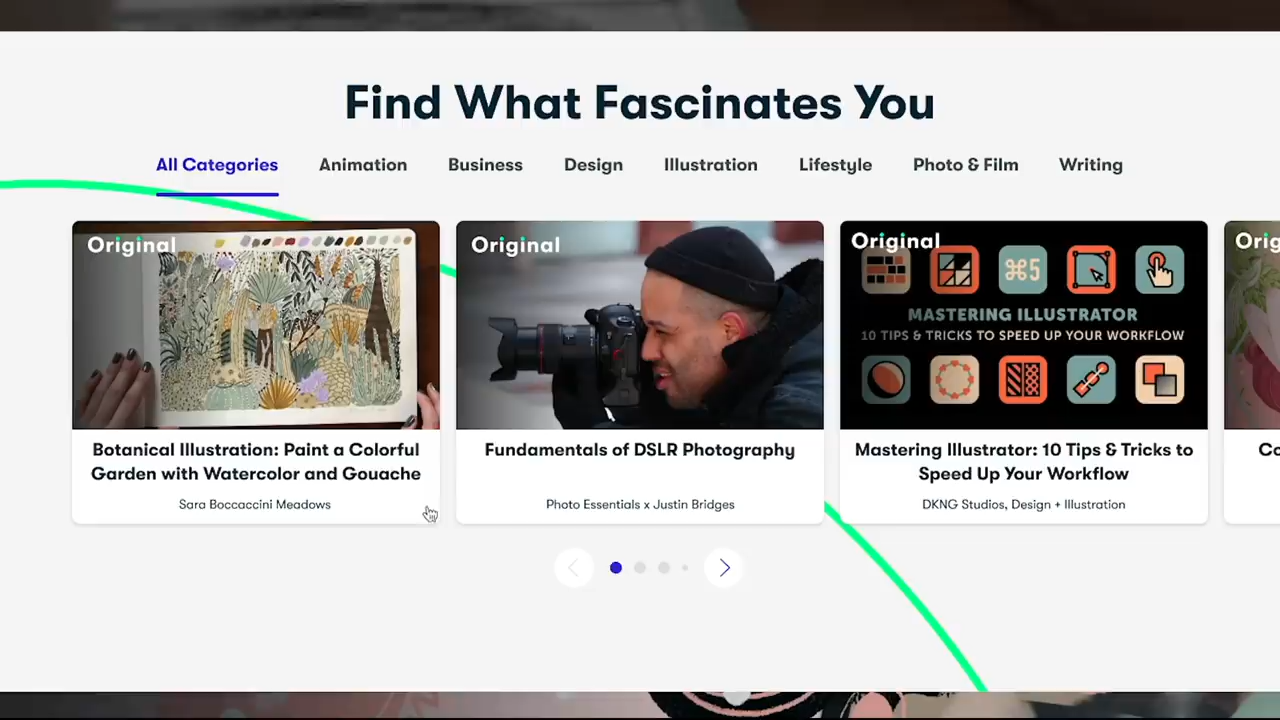 Find What Fascinates You
All Categories
Animation
Business
Design
Illustration
Lifestyle
Photo & Film
Writing
Original
Botanical Illustration: Paint a Colorful
Garden with Watercolor and Gouache
Sara Boccaccini Meadows
Original
Fundamentals of DSLR Photography
Photo Essentials x Justin Bridges
Original
⌘5
MASTERING ILLUSTRATOR
10 TIPS & TRICKS TO SPEED UP YOUR WORKFLOW
Mastering Illustrator: 10 Tips & Tricks to
Speed Up Your Workflow
DKNG Studios, Design + Illustration
Orig
Co